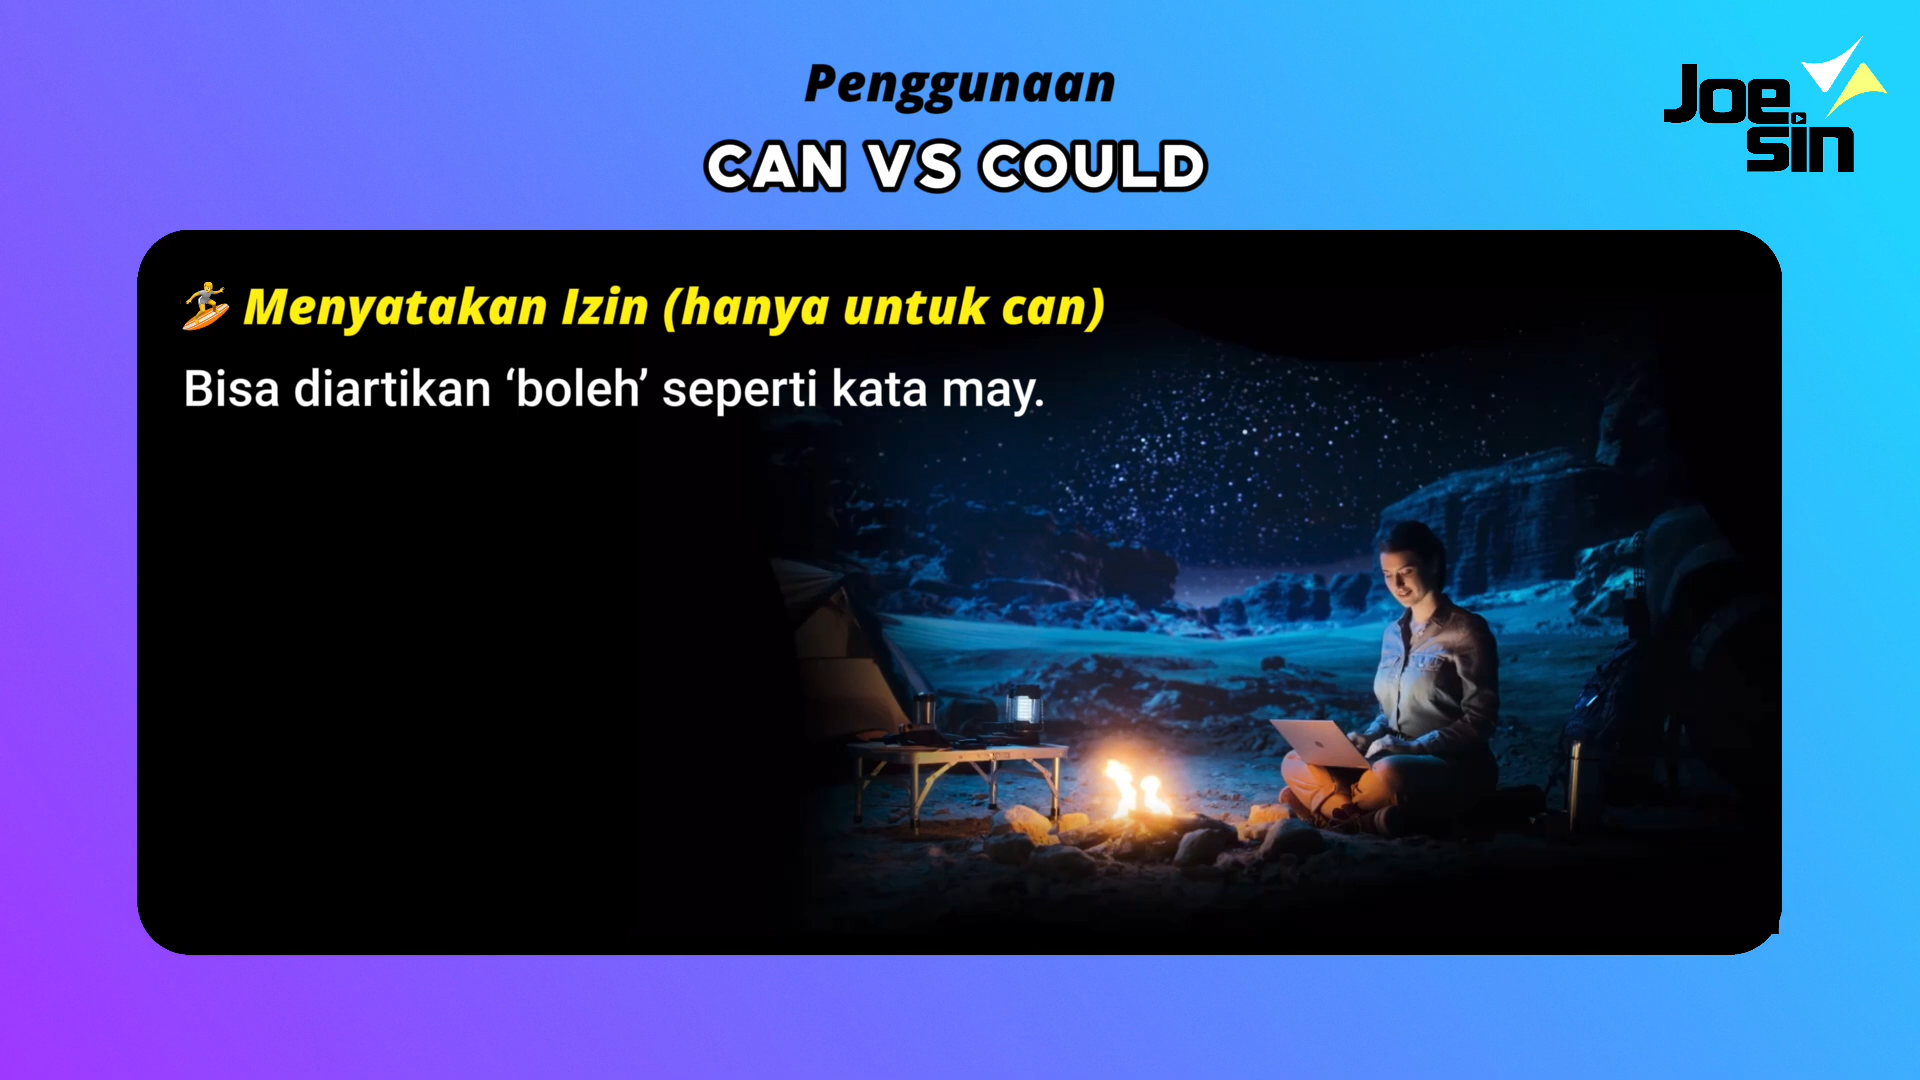 Penggunaan
CAN VS COULD
Joe
sin
Menyatakan Izin (hanya untuk can)
Bisa diartikan ‘boleh’ seperti kata may.